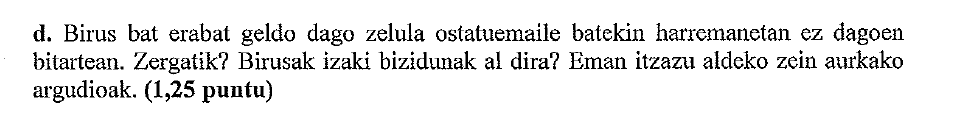 d. Birus bat erabat geldo dago zelula ostatuemaile batekin harremanetan ez dagoen
bitartean. Zergatik? Birusak izaki bizidunak al dira? Eman itzazu aldeko zein aurkako
argudioak. (1,25 puntu)